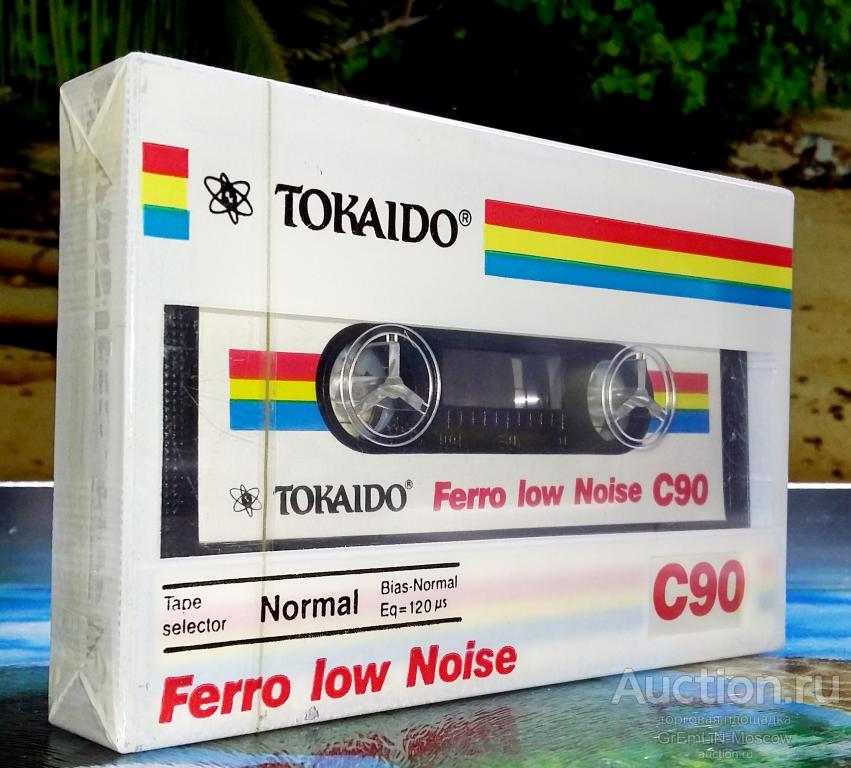 TOKAIDO®
TOKAIDO® Ferro low Noise C90
Tape selector Normal Bias-Normal Eq=120 µs
C90
Ferro low Noise
Auction.ru
торговая площадка
GrEmLiN-Moscow
auction.ru